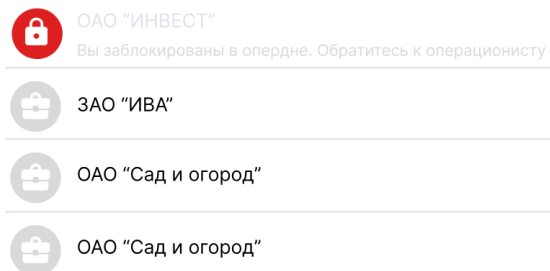 ОАО “ИНВЕСТ”
Вы заблокированы в опердне. Обратитесь к операционисту
ЗАО “ИВА”
ОАО “Сад и огород”
ОАО “Сад и огород”